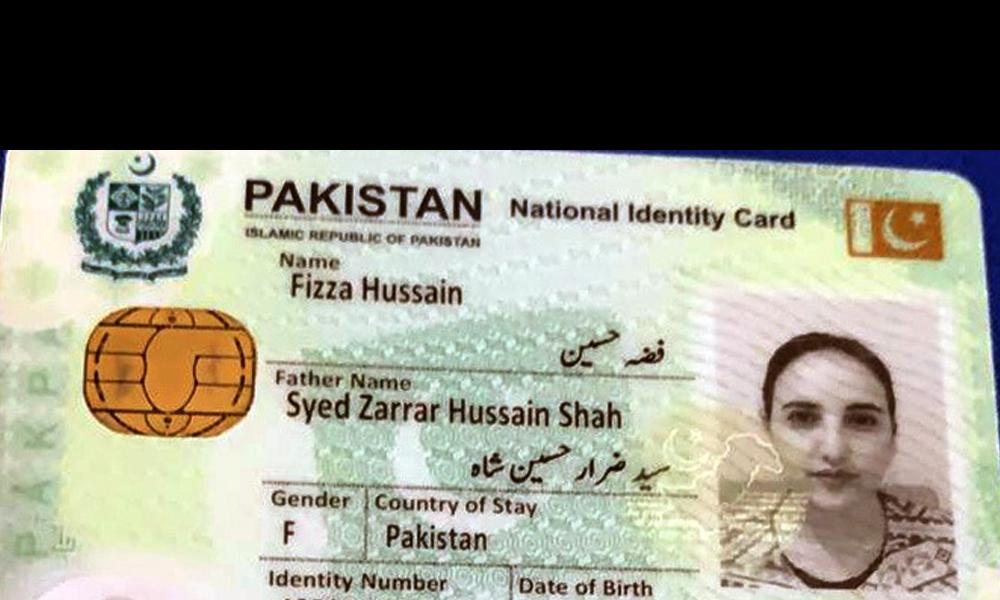 PAKISTAN National Identity Card
ISLAMIC REPUBLIC OF PAKISTAN
Name
Fizza Hussain
فضہ حسین
Father Name
Syed Zarrar Hussain Shah
سید ضرار حسین شاہ
Gender Country of Stay
F Pakistan
Identity Number Date of Birth